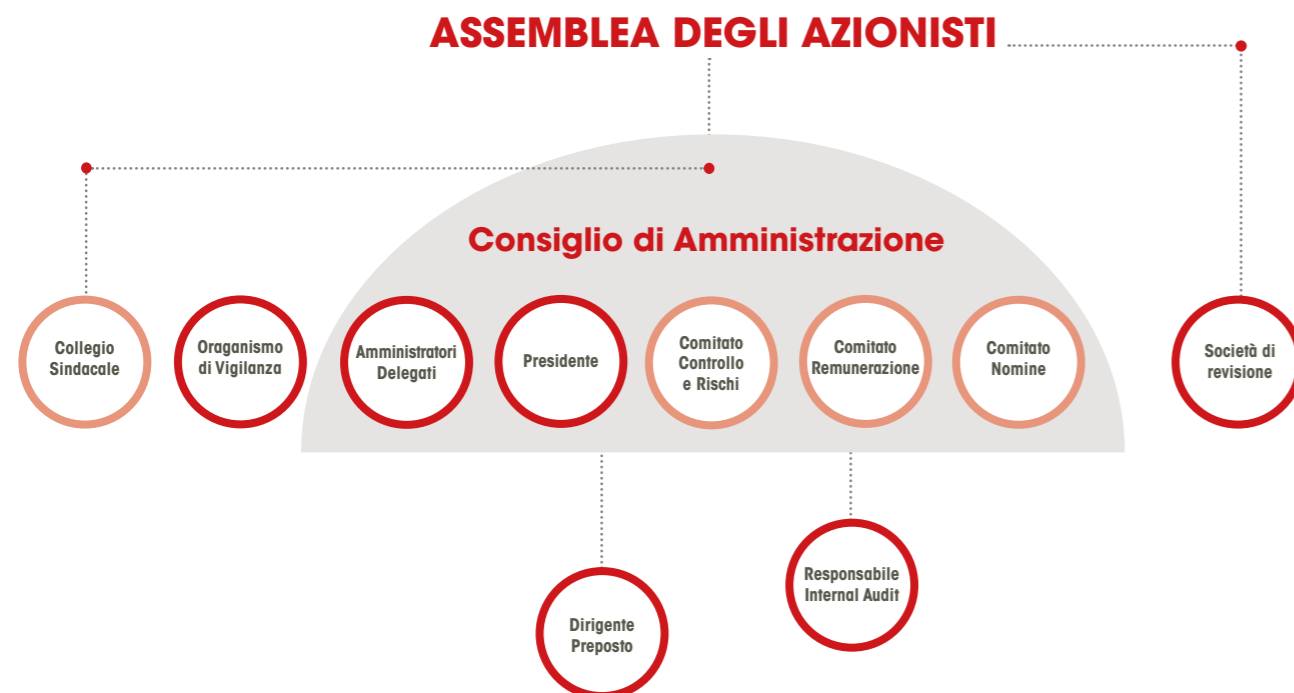 ASSEMBLEA DEGLI AZIONISTI
Consiglio di Amministrazione
Collegio
Sindacale
Oraganismo
di Vigilanza
Amministratori
Delegati
Presidente
Comitato
Controllo
e Rischi
Comitato
Remunerazione
Comitato
Nomine
Società di
revisione
Responsabile
Internal Audit
Dirigente
Preposto